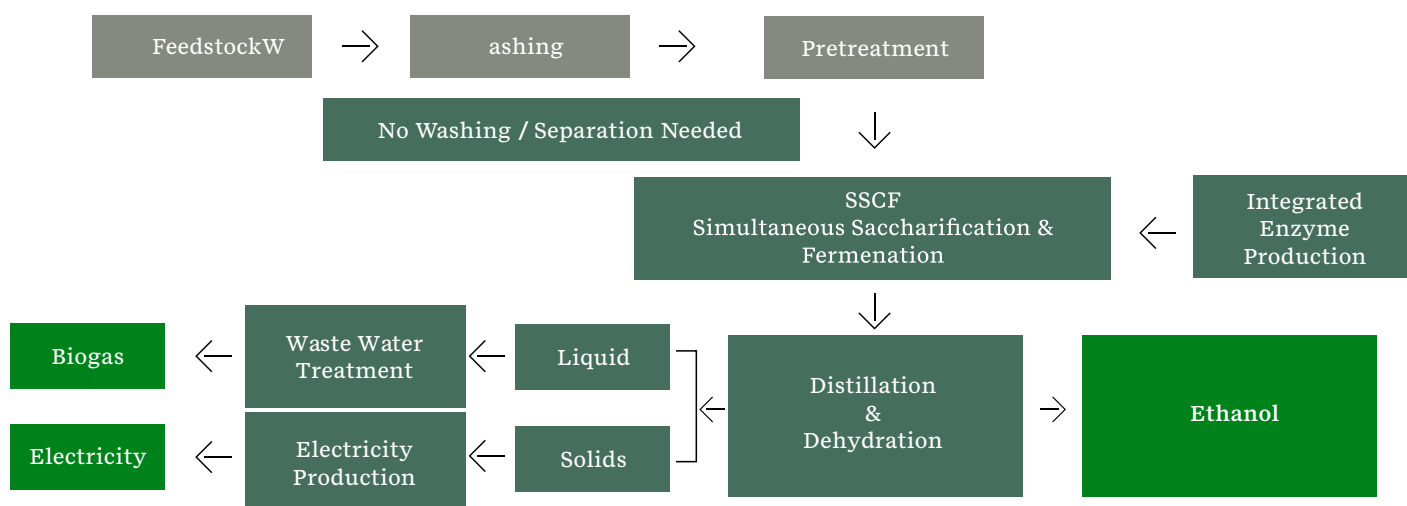 FeedstockW
ashing
Pretreatment
No Washing / Separation Needed
SSCF
Simultaneous Saccharification &
Fermenation
Integrated
Enzyme
Production
Biogas
Waste Water
Treatment
Liquid
Distillation
&
Dehydration
Ethanol
Electricity
Electricity
Production
Solids